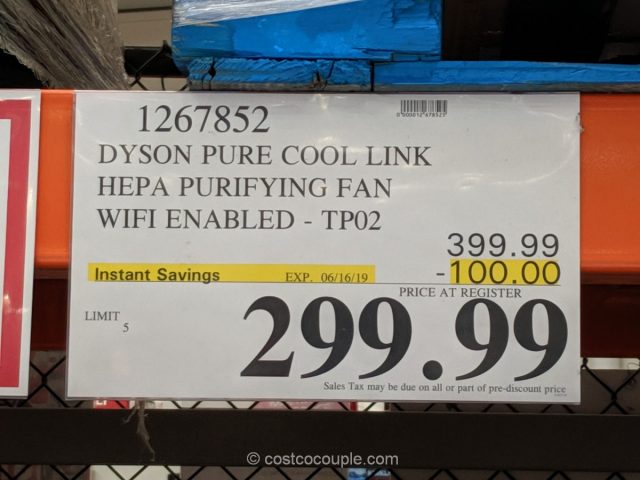 1267852
DYSON PURE COOL LINK
HEPA PURIFYING FAN
WIFI ENABLED - TP02
399.99
Instant Savings EXP. 06/16/19 -100.00
PRICE AT REGISTER
LIMIT
5
299.99
Sales Tax may be due on all or part of pre-discount price
© costcocouple.com